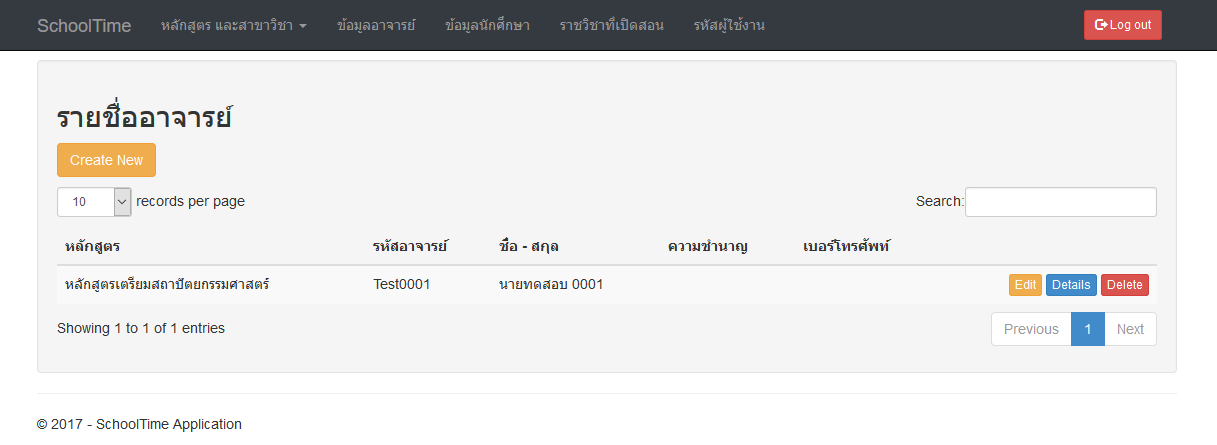 SchoolTime หลักสูตร และสาขาวิชา ข้อมูลอาจารย์ ข้อมูลนักศึกษา ราชวิชาที่เปิดสอน รหัสผู้ใช้งาน Log out
รายชื่ออาจารย์
Create New
10 records per page Search:
หลักสูตร รหัสอาจารย์ ชื่อ - สกุล ความชำนาญ เบอร์โทรศัพท์
หลักสูตรเตรียมสถาปัตยกรรมศาสตร์ Test0001 นายทดสอบ 0001 Edit Details Delete
Showing 1 to 1 of 1 entries Previous 1 Next
© 2017 - SchoolTime Application